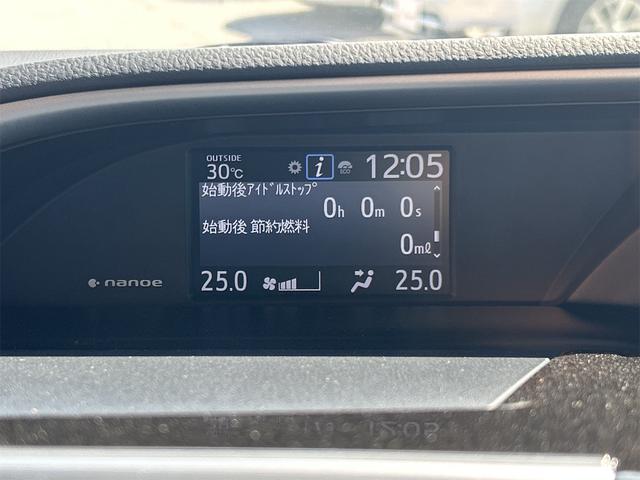 OUTSIDE
30℃ i ECO 12:05
始動後アイドルストップ
0h 0m 0s
始動後 節約燃料
0mℓ
25.0 25.0
nanoe